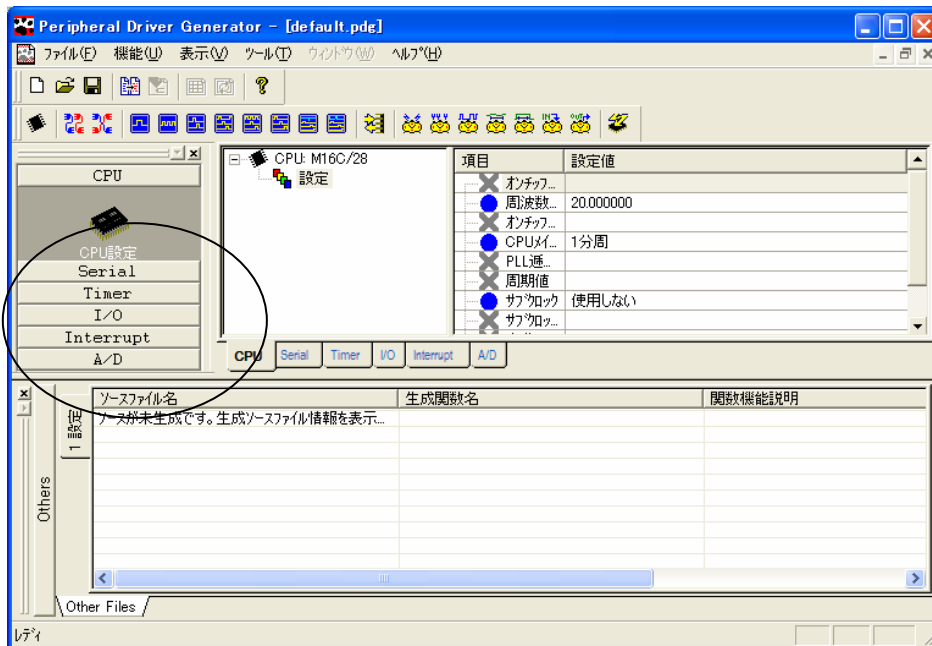 Peripheral Driver Generator - [default.pdg]
ファイル(F) 機能(U) 表示(V) ツール(T) ウィンドウ(W) ヘルプ(H)
CPU
CPU設定
Serial
Timer
I/O
Interrupt
A/D
CPU: M16C/28
設定
項目 設定値
オンチップ...
周波数... 20.000000
オンチップ...
CPUメイ... 1分周
PLL逓...
周期値
サブクロック 使用しない
サブクロッ...
CPU Serial Timer I/O Interrupt A/D
ソースファイル名 生成関数名 関数機能説明
ソースが未生成です。生成ソースファイル情報を表示...
設定 1
Others
Other Files
レディ